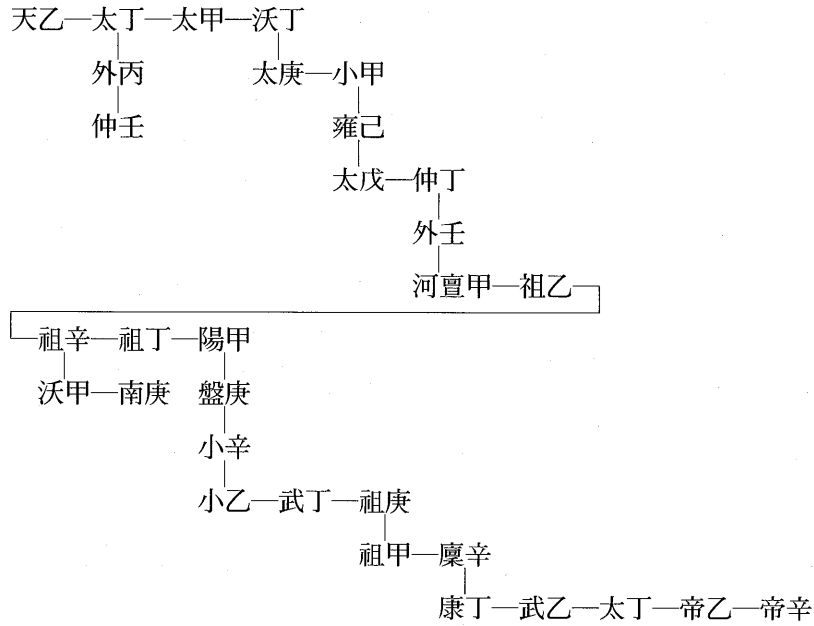 天乙—太丁—太甲—沃丁
外丙 太庚—小甲
仲壬 雍己
太戊—仲丁
外壬
河亶甲—祖乙
祖辛—祖丁—陽甲
沃甲—南庚 盤庚
小辛
小乙—武丁—祖庚
祖甲—廩辛
康丁—武乙—太丁—帝乙—帝辛